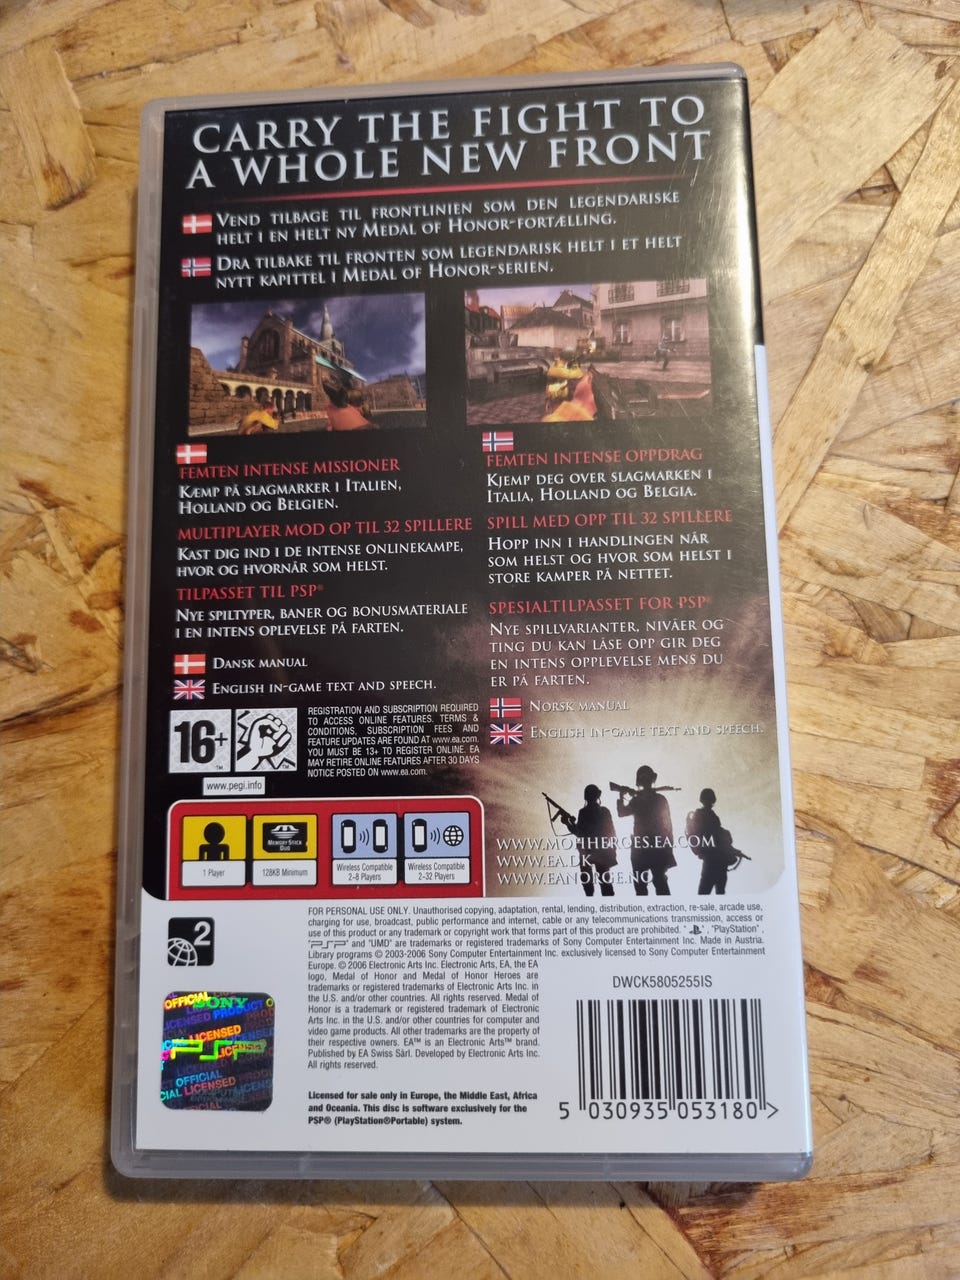 CARRY THE FIGHT TO
A WHOLE NEW FRONT
VEND TILBAGE TIL FRONTLINIEN SOM DEN LEGENDARISKE
HELT I EN HELT NY MEDAL OF HONOR-FORTÆLLING.
DRA TILBAKE TIL FRONTEN SOM LEGENDARISK HELT I ET HELT
NYTT KAPITTEL I MEDAL OF HONOR-SERIEN.
FEMTEN INTENSE MISSIONER
KÆMP PÅ SLAGMARKER I ITALIEN,
HOLLAND OG BELGIEN.
MULTIPLAYER MOD OP TIL 32 SPILLERE
KAST DIG IND I DE INTENSE ONLINEKAMPE,
HVOR OG HVORNÅR SOM HELST.
TILPASSET TIL PSP®
NYE SPILTYPER, BANER OG BONUSMATERIALE
I EN INTENS OPLEVELSE PÅ FARTEN.
DANSK MANUAL
ENGLISH IN-GAME TEXT AND SPEECH.
FEMTEN INTENSE OPPDRAG
KJEMP DEG OVER SLAGMARKEN I
ITALIA, HOLLAND OG BELGIA.
SPILL MED OPP TIL 32 SPILLERE
HOPP INN I HANDLINGEN NÅR
SOM HELST OG HVOR SOM HELST I
STORE KAMPER PÅ NETTET.
SPESIALTILPASSET FOR PSP®
NYE SPILLVARIANTER, NIVÅER OG
TING DU KAN LÅSE OPP GIR DEG
EN INTENS OPPLEVELSE MENS DU
ER PÅ FARTEN.
NORSK MANUAL
ENGLISH IN-GAME TEXT AND SPEECH.
16+
www.pegi.info
REGISTRATION AND SUBSCRIPTION REQUIRED
TO ACCESS ONLINE FEATURES. TERMS &
CONDITIONS, SUBSCRIPTION FEES AND
FEATURE UPDATES ARE FOUND AT www.ea.com.
YOU MUST BE 13+ TO REGISTER ONLINE. EA
MAY RETIRE ONLINE FEATURES AFTER 30 DAYS
NOTICE POSTED ON www.ea.com.
MEMORY STICK
DUO
1 Player
128KB Minimum
Wireless Compatible
2-8 Players
Wireless Compatible
2-32 Players
WWW.MOHHEROES.EA.COM
WWW.EA.DK
WWW.EANORGE.NO
2
FOR PERSONAL USE ONLY. Unauthorised copying, adaptation, rental, lending, distribution, extraction, re-sale, arcade use,
charging for use, broadcast, public performance and internet, cable or any telecommunications transmission, access or
use of this product or any trademark or copyright work that forms part of this product are prohibited. " ", "PlayStation",
"PSP" and "UMD" are trademarks or registered trademarks of Sony Computer Entertainment Inc. Made in Austria.
Library programs © 2003-2006 Sony Computer Entertainment Inc. exclusively licensed to Sony Computer Entertainment
Europe. © 2006 Electronic Arts Inc. Electronic Arts, EA, the EA
logo, Medal of Honor and Medal of Honor Heroes are
trademarks or registered trademarks of Electronic Arts Inc. in
the U.S. and/or other countries. All rights reserved. Medal of
Honor is a trademark or registered trademark of Electronic
Arts Inc. in the U.S. and/or other countries for computer and
video game products. All other trademarks are the property of
their respective owners. EA™ is an Electronic Arts™ brand.
Published by EA Swiss Sàrl. Developed by Electronic Arts Inc.
All rights reserved.
Licensed for sale only in Europe, the Middle East, Africa
and Oceania. This disc is software exclusively for the
PSP® (PlayStation®Portable) system.
DWCK5805255IS
5 030935 053180 >
OFFICIAL SONY
LICENSED PRODUCT
LICENSED
PSP
OFFICIAL
LICENSED